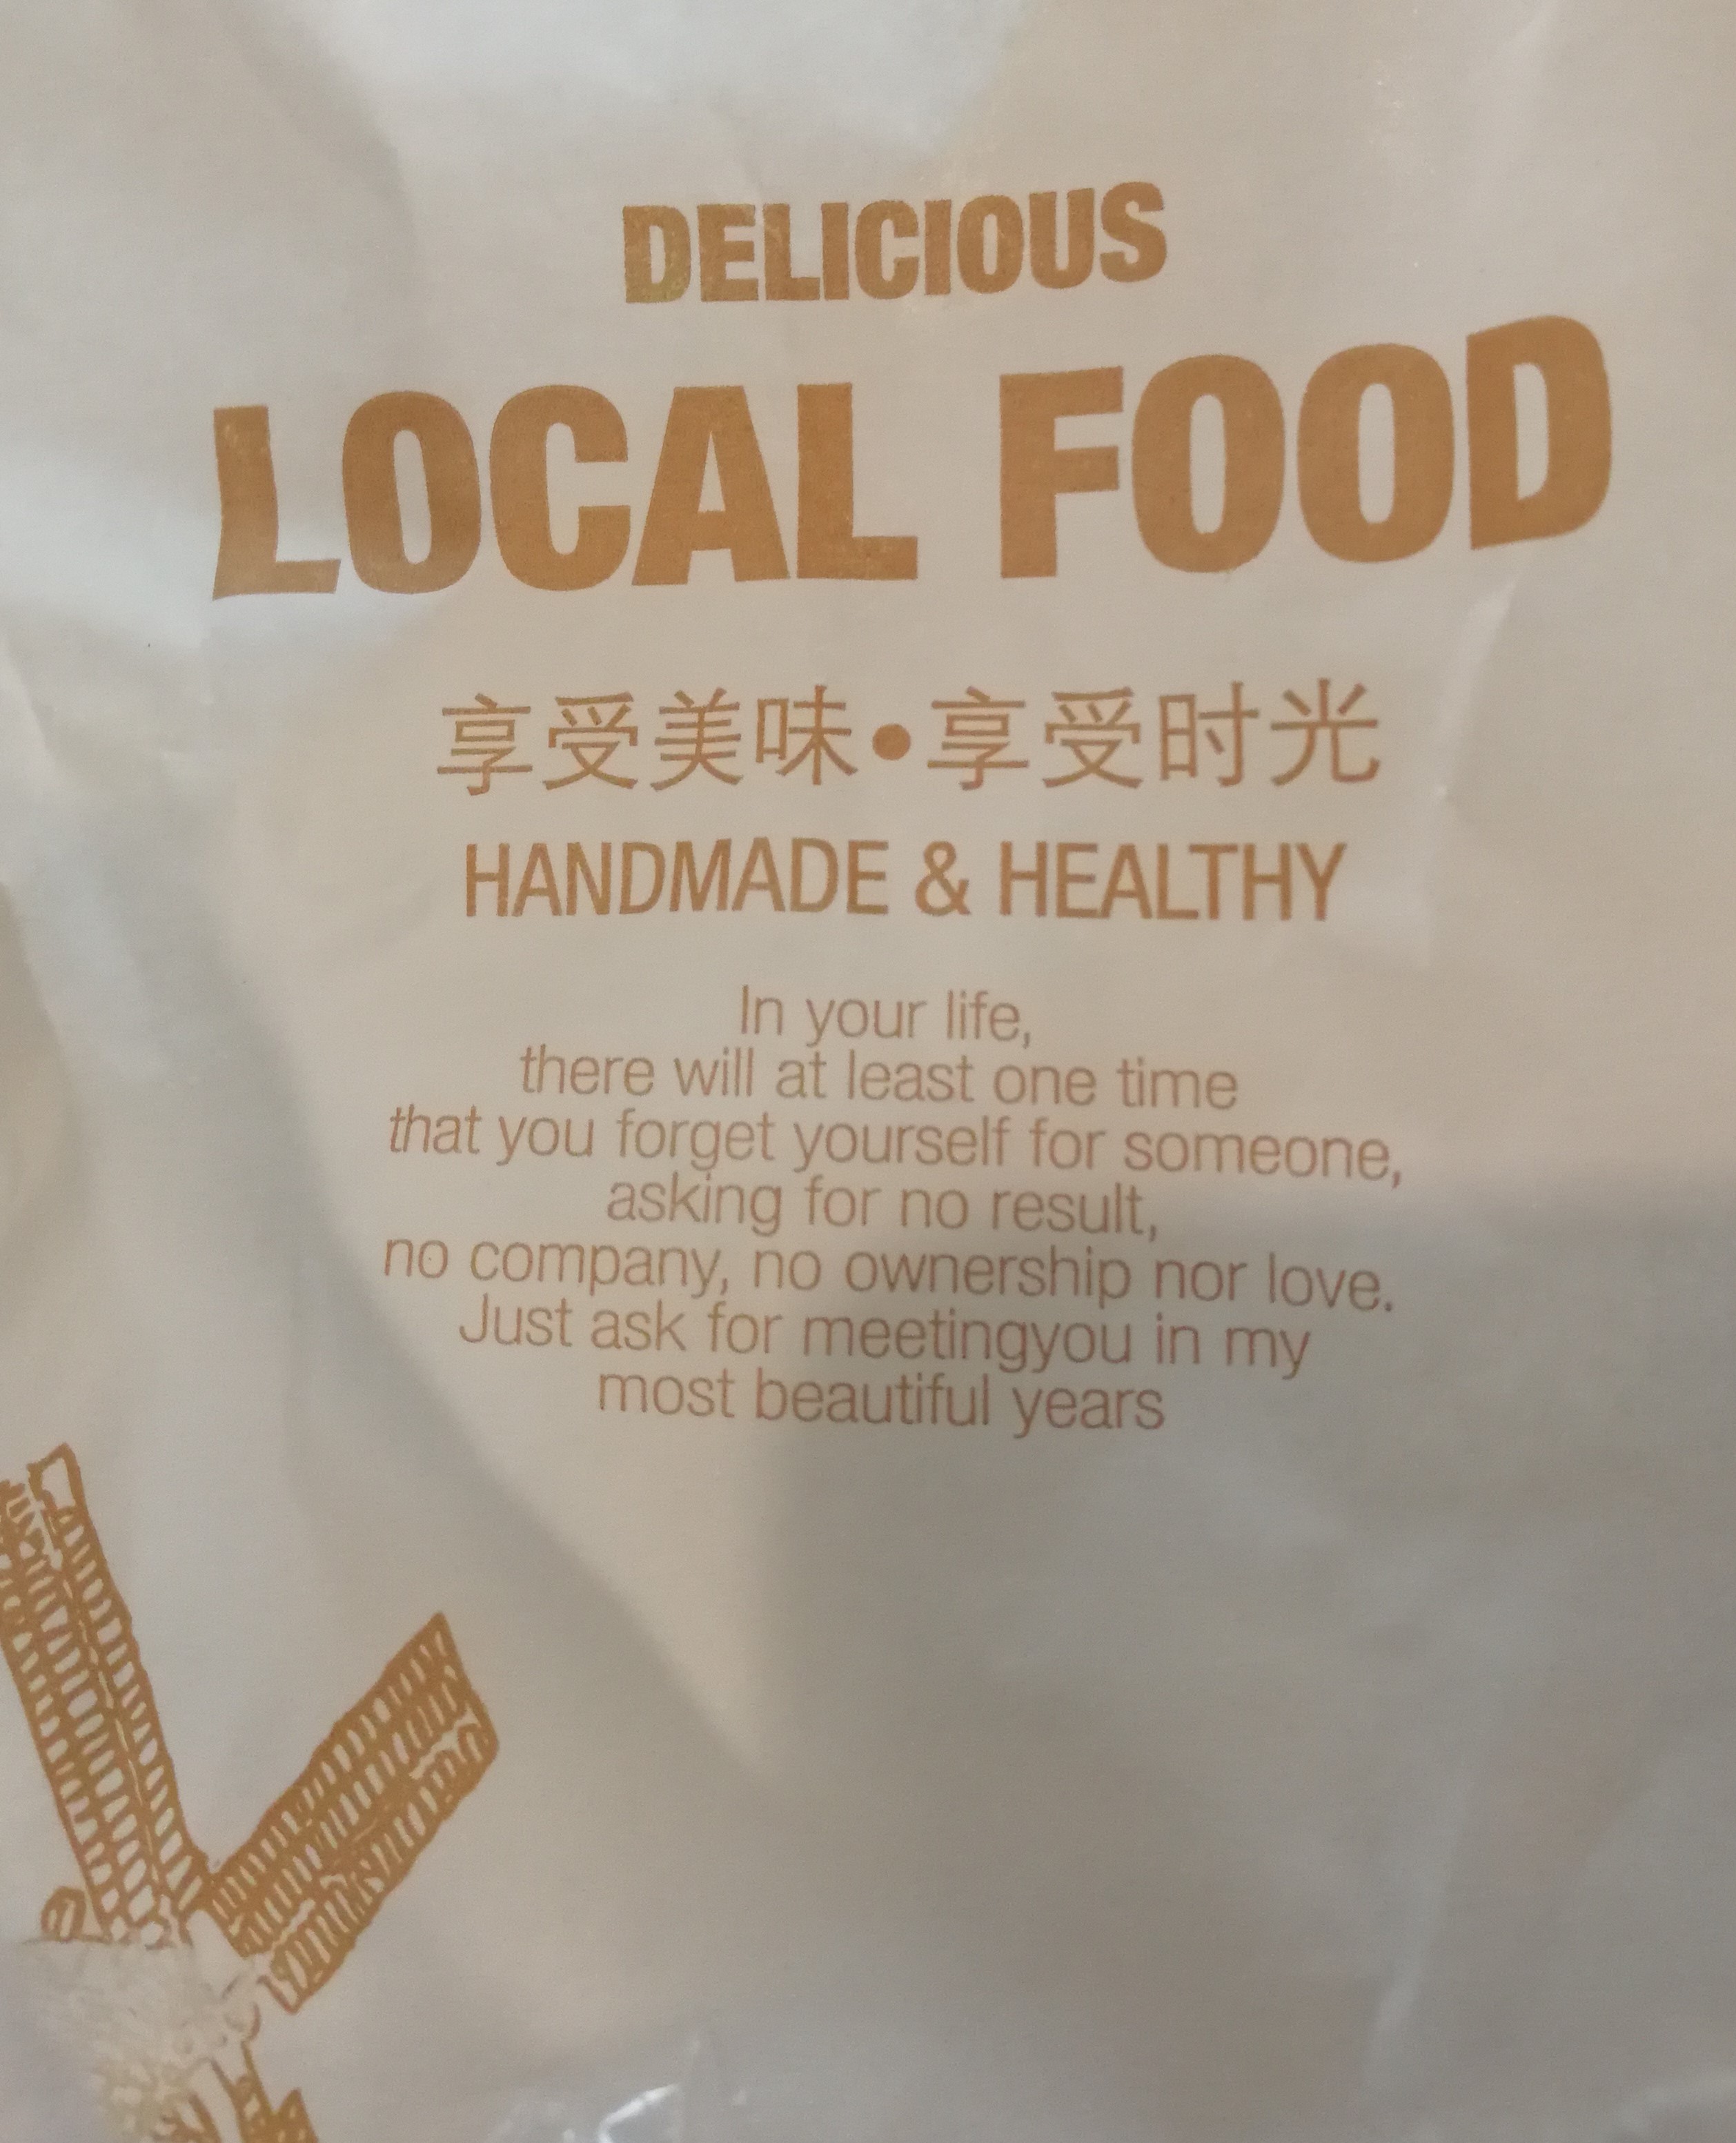 DELICIOUS
LOCAL FOOD
享受美味•享受时光
HANDMADE & HEALTHY
In your life,
there will at least one time
that you forget yourself for someone,
asking for no result,
no company, no ownership nor love.
Just ask for meetingyou in my
most beautiful years